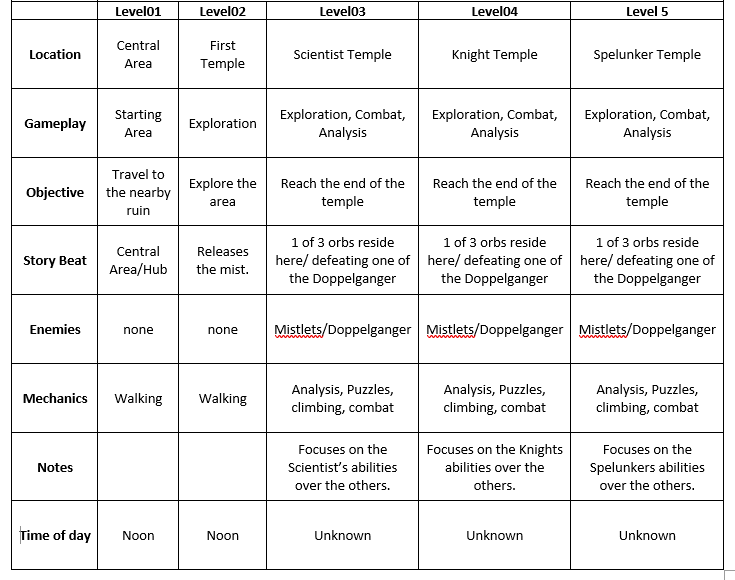 Level01 Level02 Level03 Level04 Level 5
Location
Central
Area
First
Temple
Scientist Temple
Knight Temple
Spelunker Temple
Gameplay
Starting
Area
Exploration
Exploration, Combat,
Analysis
Exploration, Combat,
Analysis
Exploration, Combat,
Analysis
Objective
Travel to
the nearby
ruin
Explore the
area
Reach the end of the
temple
Reach the end of the
temple
Reach the end of the
temple
Story Beat
Central
Area/Hub
Releases
the mist.
1 of 3 orbs reside
here/ defeating one of
the Doppelganger
1 of 3 orbs reside
here/ defeating one of
the Doppelganger
1 of 3 orbs reside
here/ defeating one of
the Doppelganger
Enemies
none
none
Mistlets/Doppelganger
Mistlets/Doppelganger
Mistlets/Doppelganger
Mechanics
Walking
Walking
Analysis, Puzzles,
climbing, combat
Analysis, Puzzles,
climbing, combat
Analysis, Puzzles,
climbing, combat
Notes
Focuses on the
Scientist's abilities
over the others.
Focuses on the Knights
abilities over the
others.
Focuses on the
Spelunkers abilities
over the others.
Time of day
Noon
Noon
Unknown
Unknown
Unknown